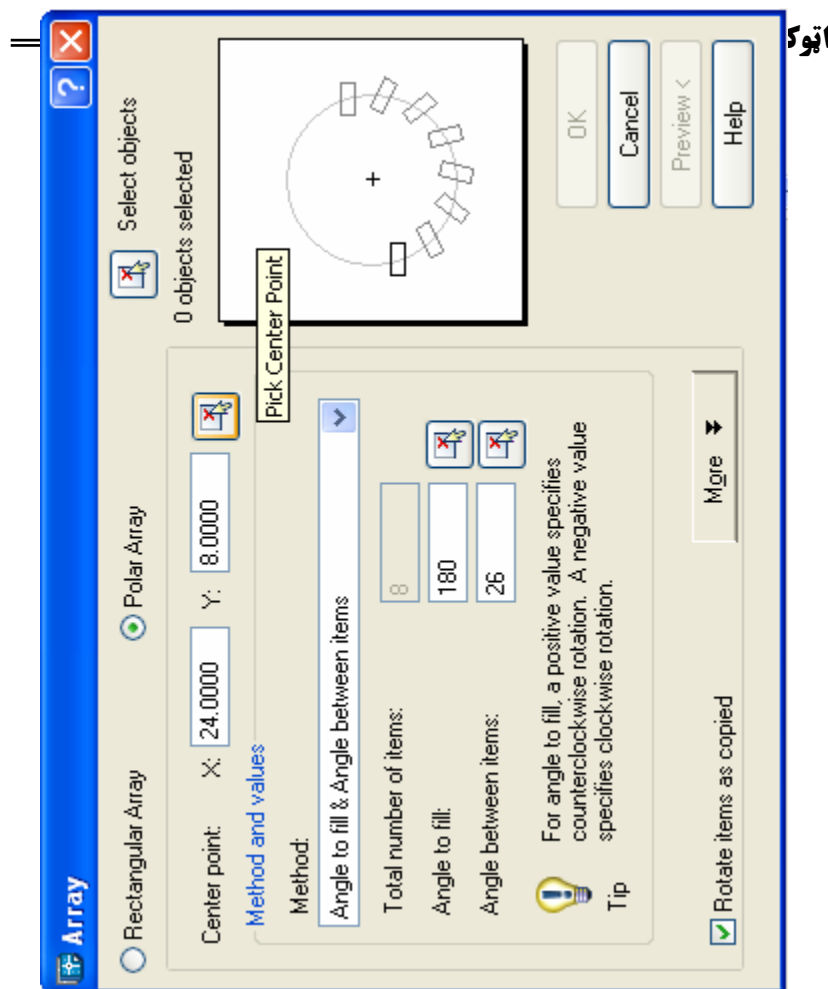 اټوک
Array
Rectangular Array
Polar Array
Select objects
0 objects selected
Center point: X: 24.0000 Y: 8.0000
Pick Center Point
Method and values
Method:
Angle to fill & Angle between items
Total number of items: 8
Angle to fill: 180
Angle between items: 26
Tip
For angle to fill, a positive value specifies
counterclockwise rotation. A negative value
specifies clockwise rotation.
Rotate items as copied
More
OK
Cancel
Preview <
Help